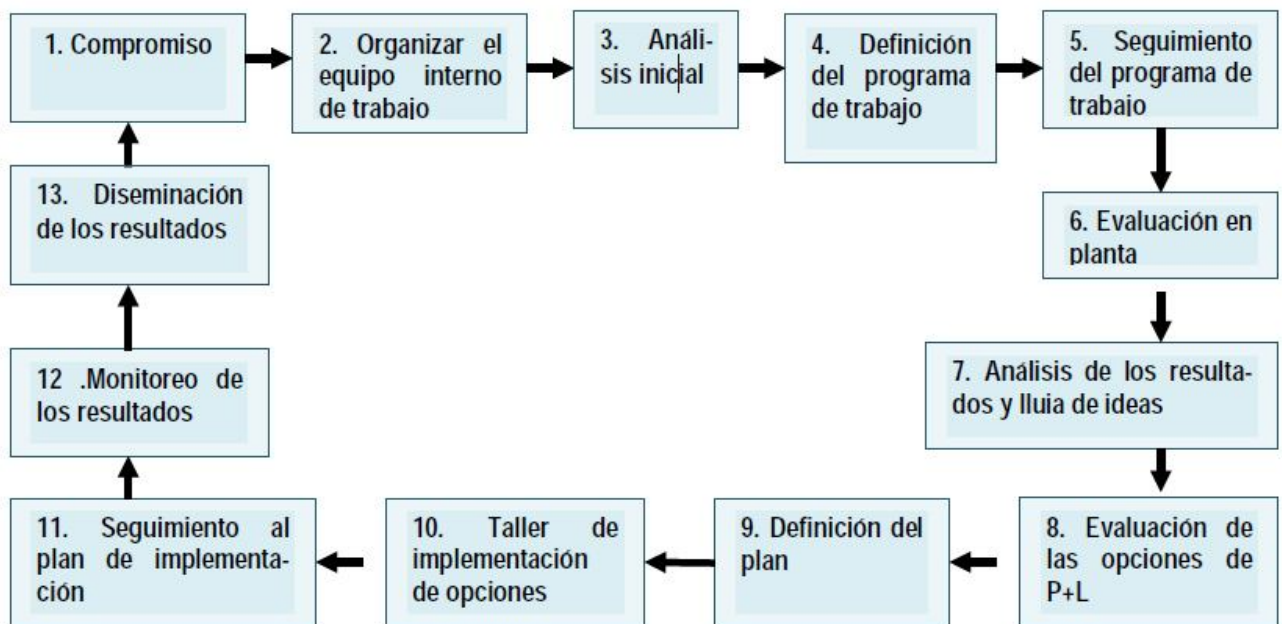 1. Compromiso
2. Organizar el
equipo interno
de trabajo
3. Análi-
sis inicial
4. Definición
del programa
de trabajo
5. Seguimiento
del programa de
trabajo
6. Evaluación en
planta
7. Análisis de los resulta-
dos y lluia de ideas
8. Evaluación de
las opciones de
P+L
9. Definición del
plan
10. Taller de
implementación
de opciones
11. Seguimiento al
plan de implementa-
ción
12 .Monitoreo de
los resultados
13. Diseminación
de los resultados